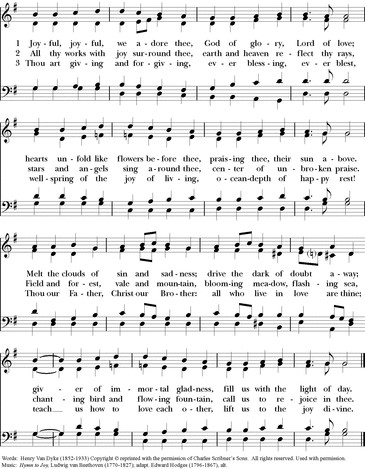 1 Joy-ful, joy-ful, we a-dore thee, God of glo-ry, Lord of love;
2 All thy works with joy sur-round thee, earth and heaven re-flect thy rays,
3 Thou art giv-ing and for-giv-ing, ev-er bless-ing, ev-er blest,
hearts un-fold like flowers be-fore thee, prais-ing thee, their sun a-bove.
stars and an-gels sing a-round thee, cen-ter of un-bro-ken praise.
well-spring of the joy of liv-ing, o-cean-depth of hap-py rest!
Melt the clouds of sin and sad-ness; drive the dark of doubt a-way;
Field and for-est, vale and moun-tain, bloom-ing mea-dow, flash-ing sea,
Thou our Fa-ther, Christ our Bro-ther: all who live in love are thine;
giv-er of im-mor-tal glad-ness, fill us with the light of day.
chant-ing bird and flow-ing foun-tain, call us to re-joice in thee.
teach us how to love each o-ther, lift us to the joy di-vine.
Words: Henry Van Dyke (1852-1933) Copyright © reprinted with the permission of Charles Scribner's Sons. All rights reserved. Used with permission.
Music: Hymn to Joy, Ludwig van Beethoven (1770-1827); adapt. Edward Hodges (1796-1867), alt.